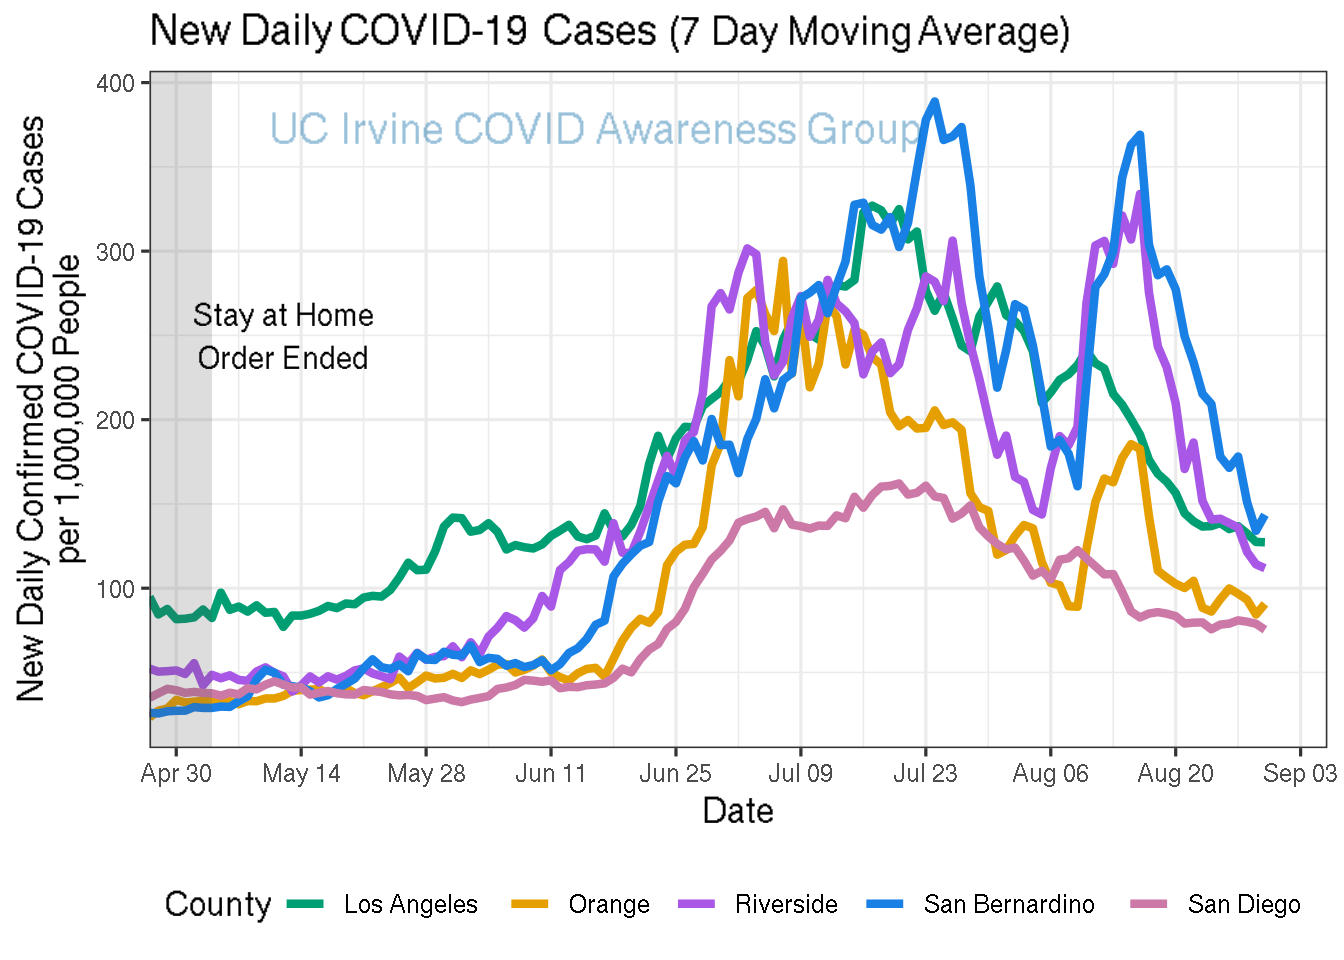 New Daily COVID-19 Cases (7 Day Moving Average)
UC Irvine COVID Awareness Group
New Daily Confirmed COVID-19 Cases
per 1,000,000 People
400
300
200
100
Stay at Home
Order Ended
Apr 30 May 14 May 28 Jun 11 Jun 25 Jul 09 Jul 23 Aug 06 Aug 20 Sep 03
Date
County Los Angeles Orange Riverside San Bernardino San Diego